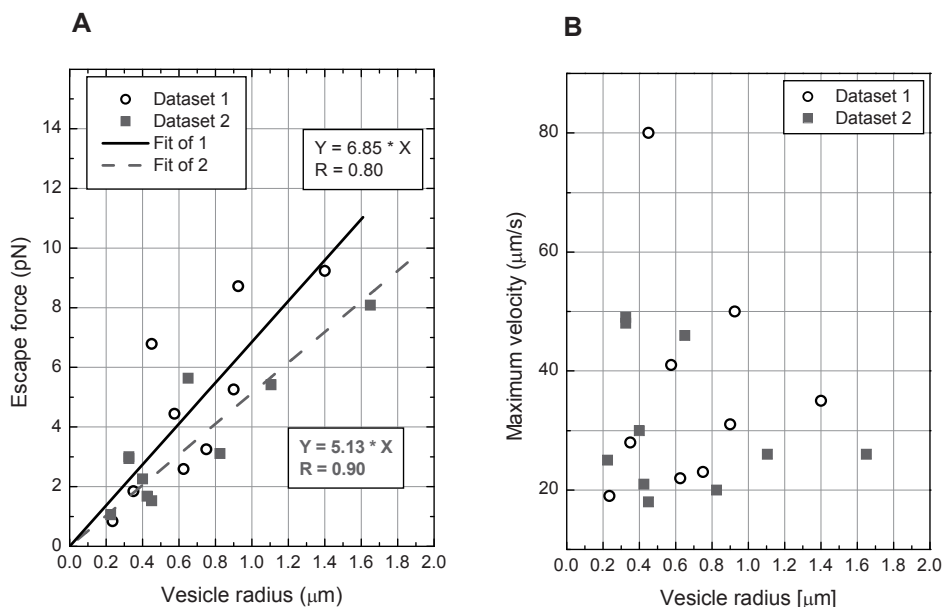 A
Dataset 1
Dataset 2
Fit of 1
Fit of 2
Y = 6.85 * X
R = 0.80
Y = 5.13 * X
R = 0.90
14
12
10
8
6
4
2
0
Escape force (pN)
0.0 0.2 0.4 0.6 0.8 1.0 1.2 1.4 1.6 1.8 2.0
Vesicle radius (μm)
B
Dataset 1
Dataset 2
80
60
40
20
Maximum velocity (μm/s)
0.0 0.2 0.4 0.6 0.8 1.0 1.2 1.4 1.6 1.8 2.0
Vesicle radius [μm]